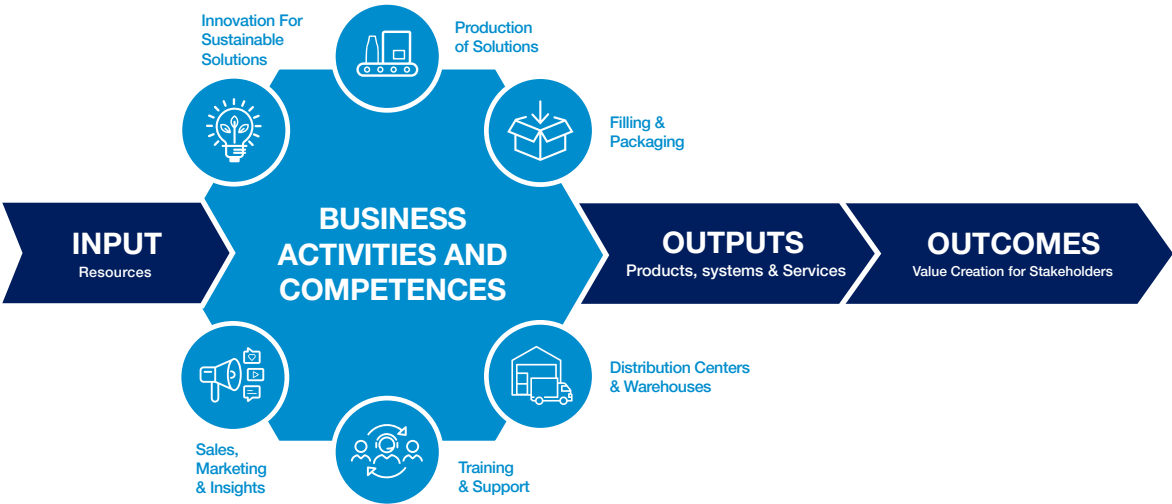 Innovation For
Sustainable
Solutions
Production
of Solutions
Filling &
Packaging
INPUT
Resources
BUSINESS
ACTIVITIES AND
COMPETENCES
OUTPUTS
Products, systems & Services
OUTCOMES
Value Creation for Stakeholders
Distribution Centers
& Warehouses
Sales,
Marketing
& Insights
Training
& Support